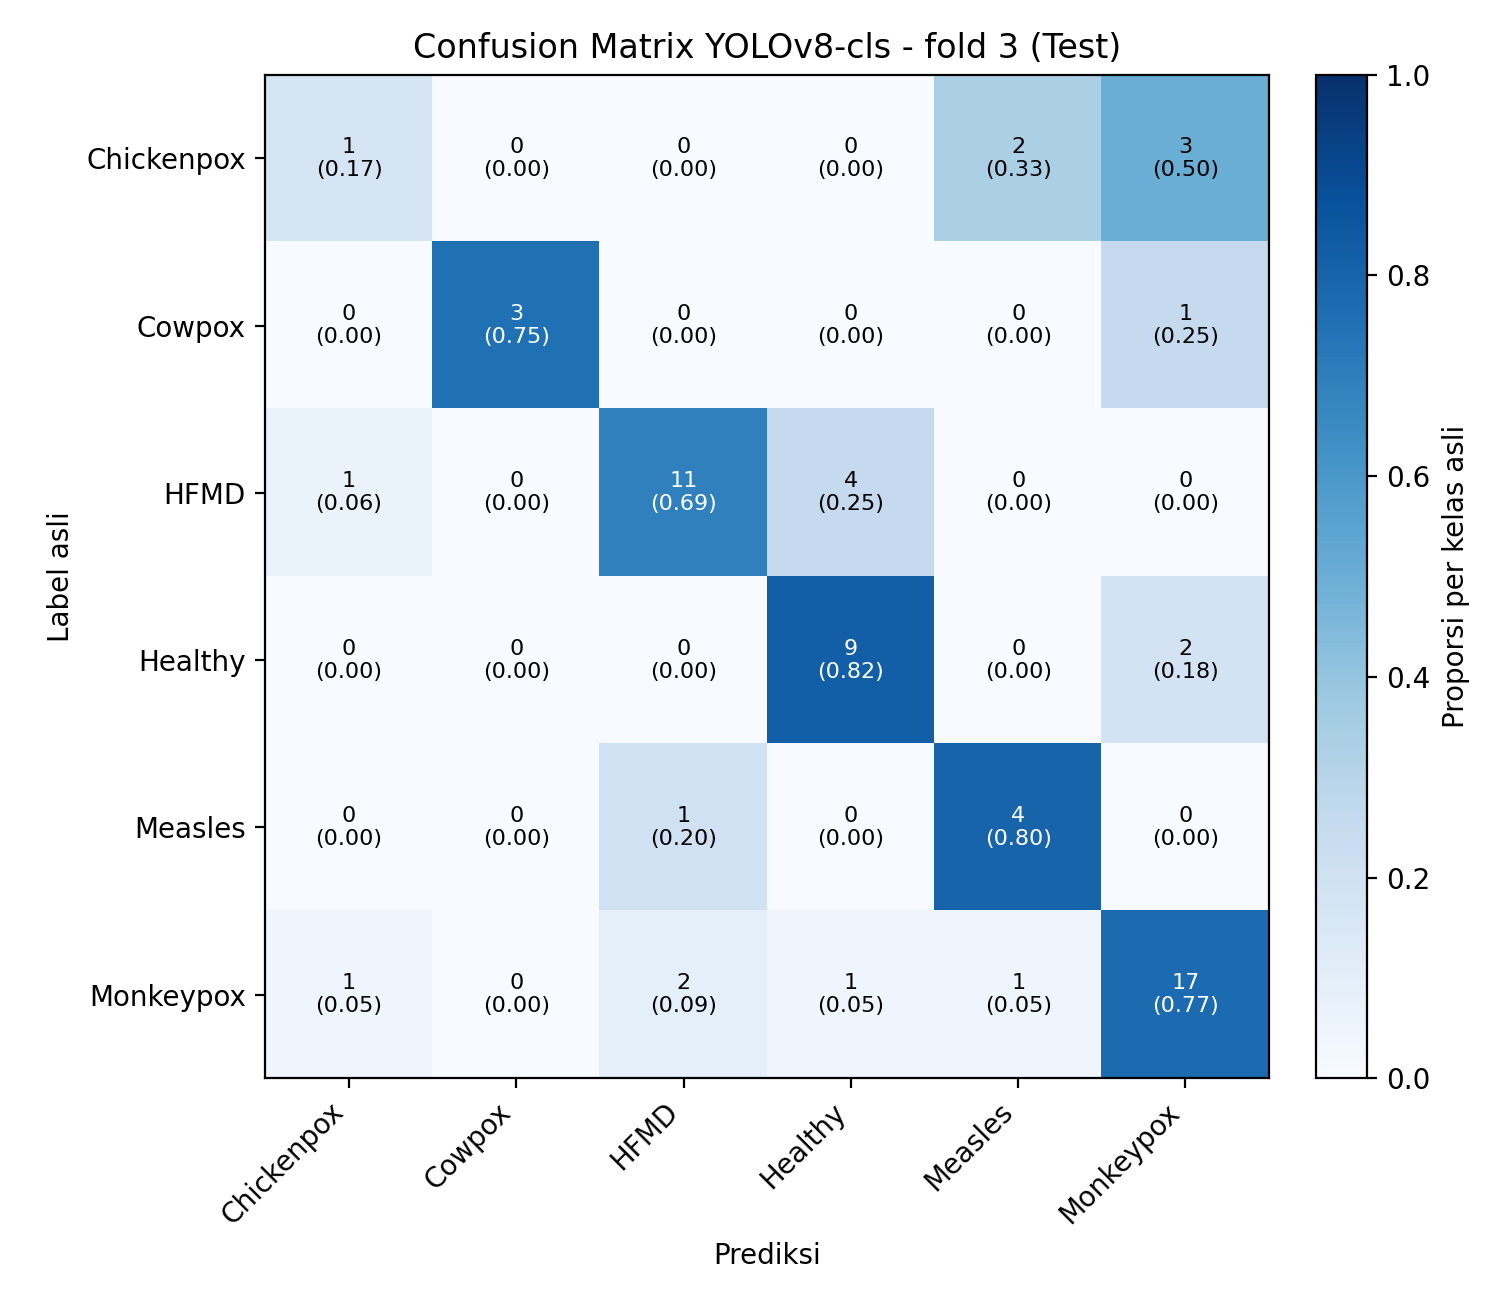 Confusion Matrix YOLOv8-cls - fold 3 (Test)
Label asli
Chickenpox
1 0 0 0 2 3
(0.17) (0.00) (0.00) (0.00) (0.33) (0.50)
Cowpox
0 3 0 0 0 1
(0.00) (0.75) (0.00) (0.00) (0.00) (0.25)
HFMD
1 0 11 4 0 0
(0.06) (0.00) (0.69) (0.25) (0.00) (0.00)
Healthy
0 0 0 9 0 2
(0.00) (0.00) (0.00) (0.82) (0.00) (0.18)
Measles
0 0 1 0 4 0
(0.00) (0.00) (0.20) (0.00) (0.80) (0.00)
Monkeypox
1 0 2 1 1 17
(0.05) (0.00) (0.09) (0.05) (0.05) (0.77)
Chickenpox Cowpox HFMD Healthy Measles Monkeypox
Prediksi
1.0
0.8
0.6
0.4
0.2
0.0
Proporsi per kelas asli